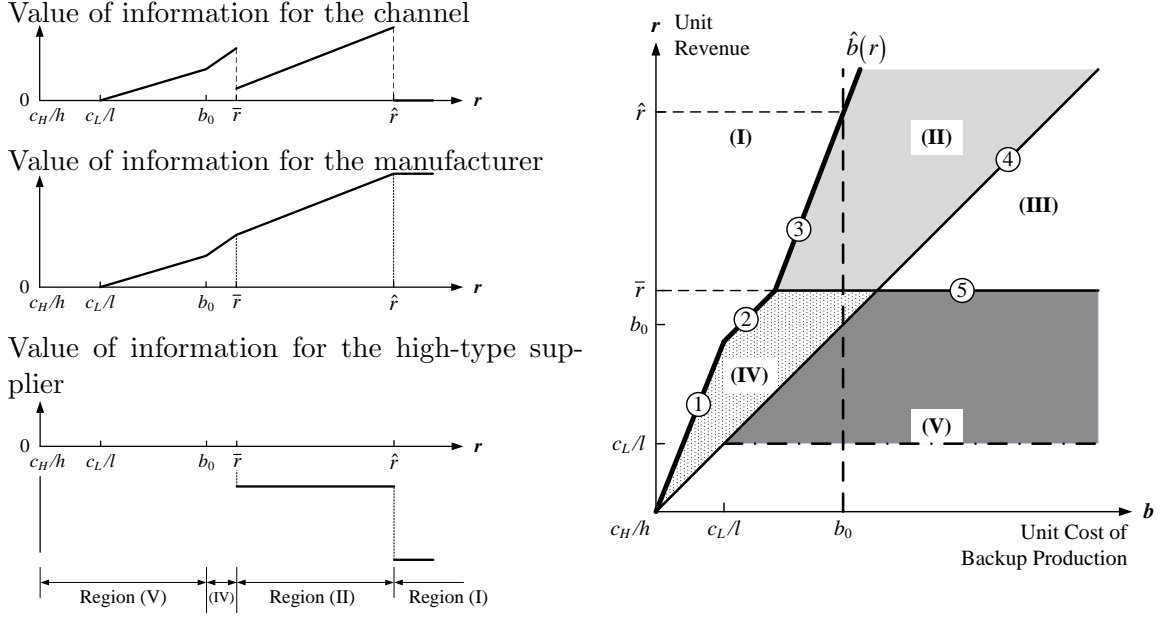 Value of information for the channel
0
c_H/h c_L/l b_0 r̄ r̂ r
Value of information for the manufacturer
0
c_H/h c_L/l b_0 r̄ r̂ r
Value of information for the high-type sup-
plier
0
c_H/h c_L/l b_0 r̄ r̂ r
Region (V) (IV) Region (II) Region (I)
r Unit
Revenue
b̂(r)
r̂
(I) (II)
4
(III)
3
r̄
5
b_0
2
(IV)
1
(V)
c_L/l
c_H/h c_L/l b_0 b
Unit Cost of
Backup Production